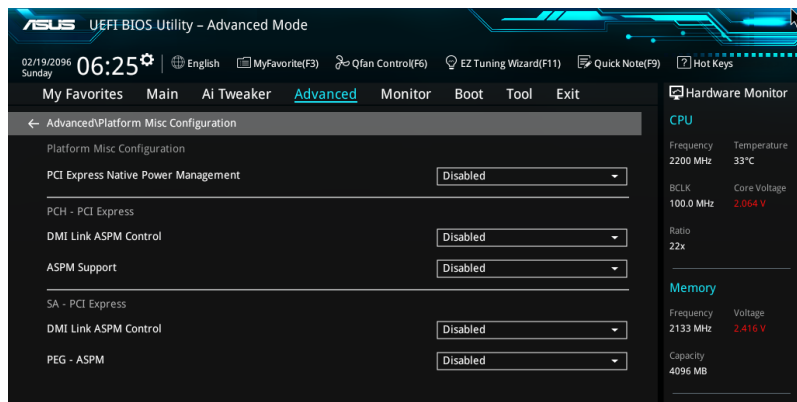 ASUS UEFI BIOS Utility – Advanced Mode
02/19/2096 Sunday 06:25 English MyFavorite(F3) Qfan Control(F6) EZ Tuning Wizard(F11) Quick Note(F9) ? Hot Keys
My Favorites Main Ai Tweaker Advanced Monitor Boot Tool Exit
Hardware Monitor
← Advanced\Platform Misc Configuration
Platform Misc Configuration
PCI Express Native Power Management Disabled
PCH - PCI Express
DMI Link ASPM Control Disabled
ASPM Support Disabled
SA - PCI Express
DMI Link ASPM Control Disabled
PEG - ASPM Disabled
CPU
Frequency Temperature
2200 MHz 33°C
BCLK Core Voltage
100.0 MHz 2.064 V
Ratio
22x
Memory
Frequency Voltage
2133 MHz 2.416 V
Capacity
4096 MB